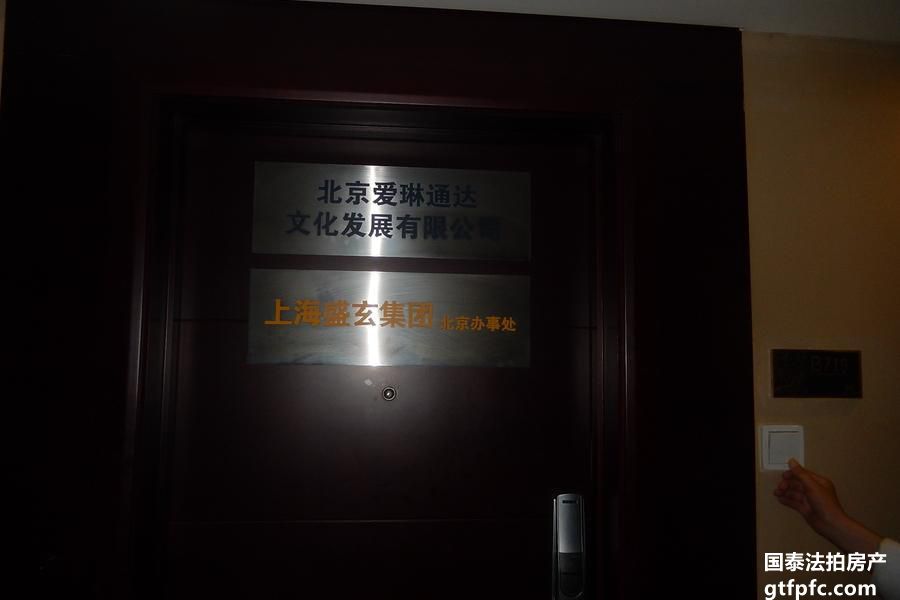 北京爱琳通达
文化发展有限公司
上海盛玄集团 北京办事处
国泰法拍房产
gtfpfc.com